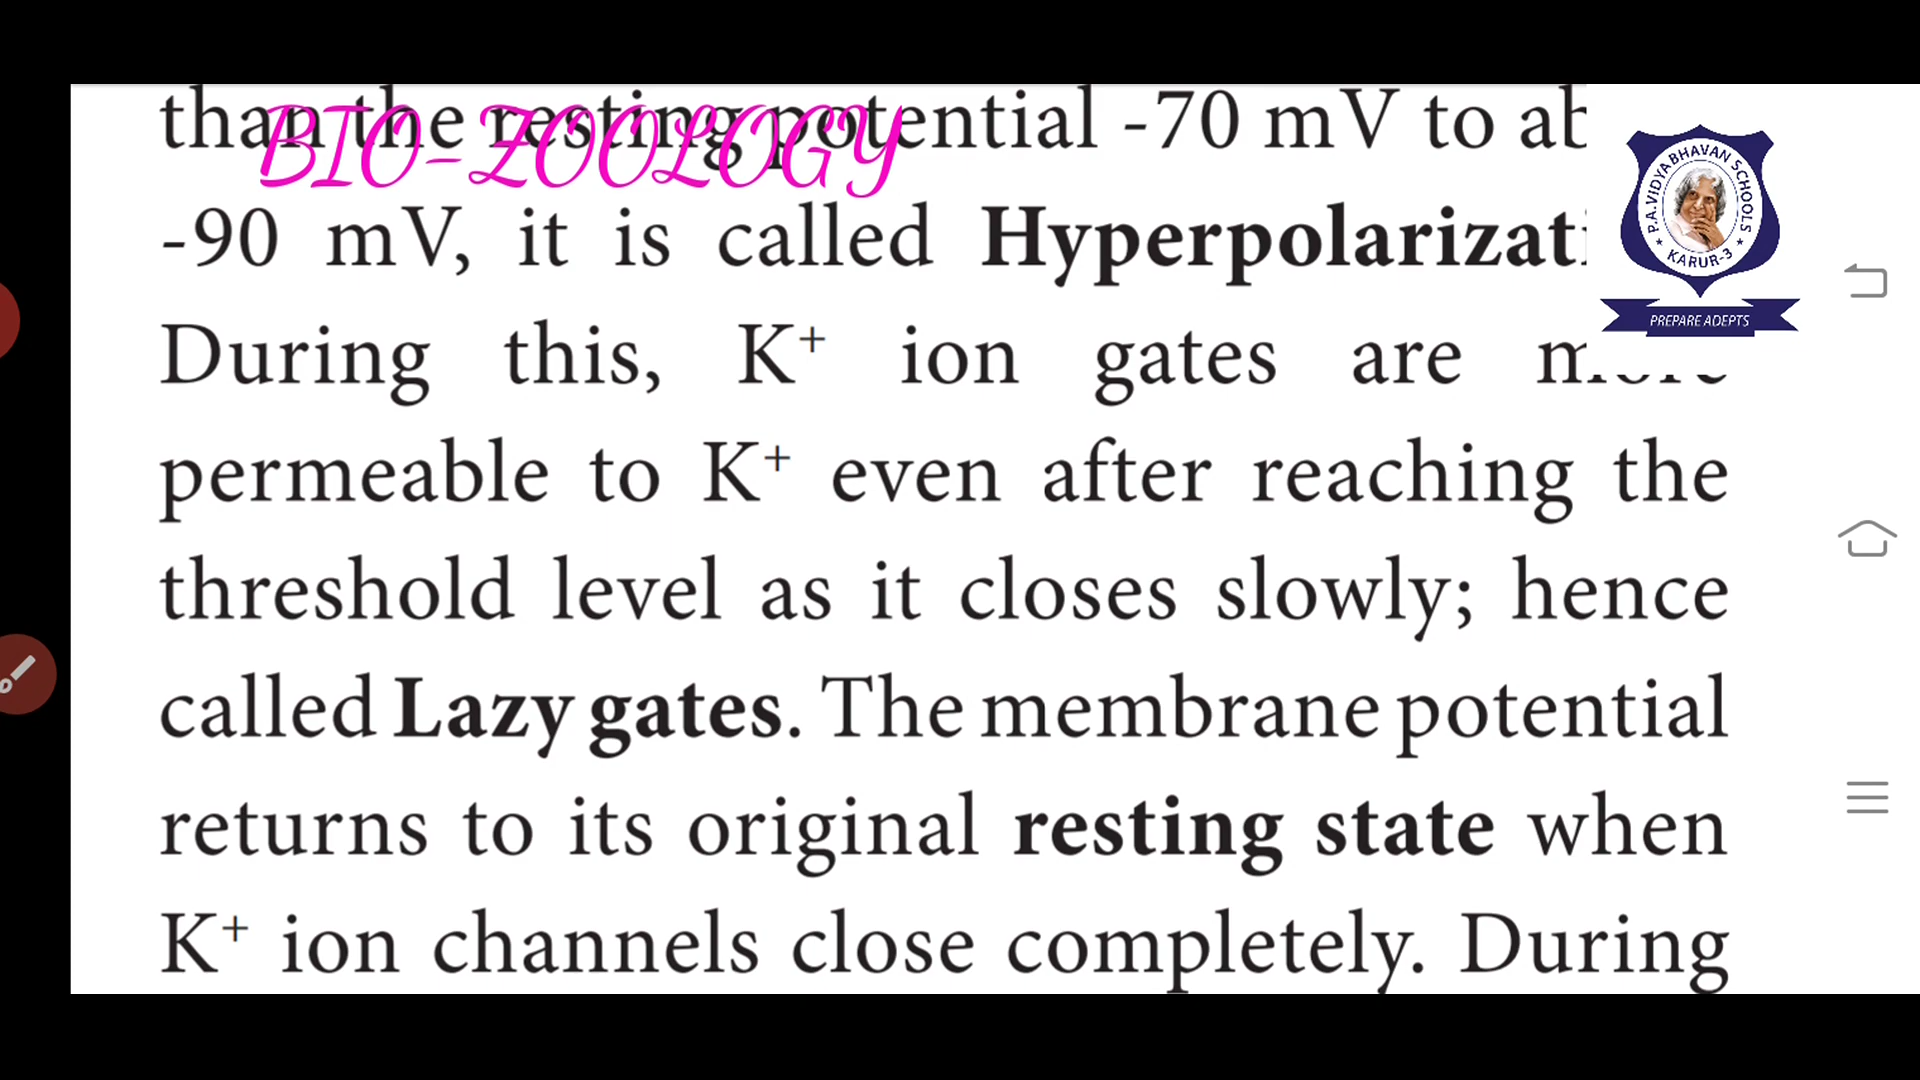 than the resting potential -70 mV to ab
BIO-ZOOLOGY
-90 mV, it is called Hyperpolarizati
During this, K⁺ ion gates are more
permeable to K⁺ even after reaching the
threshold level as it closes slowly; hence
called Lazy gates. The membrane potential
returns to its original resting state when
K⁺ ion channels close completely. During
P.A.VIDYA BHAVAN SCHOOLS
KARUR-3
PREPARE ADEPTS